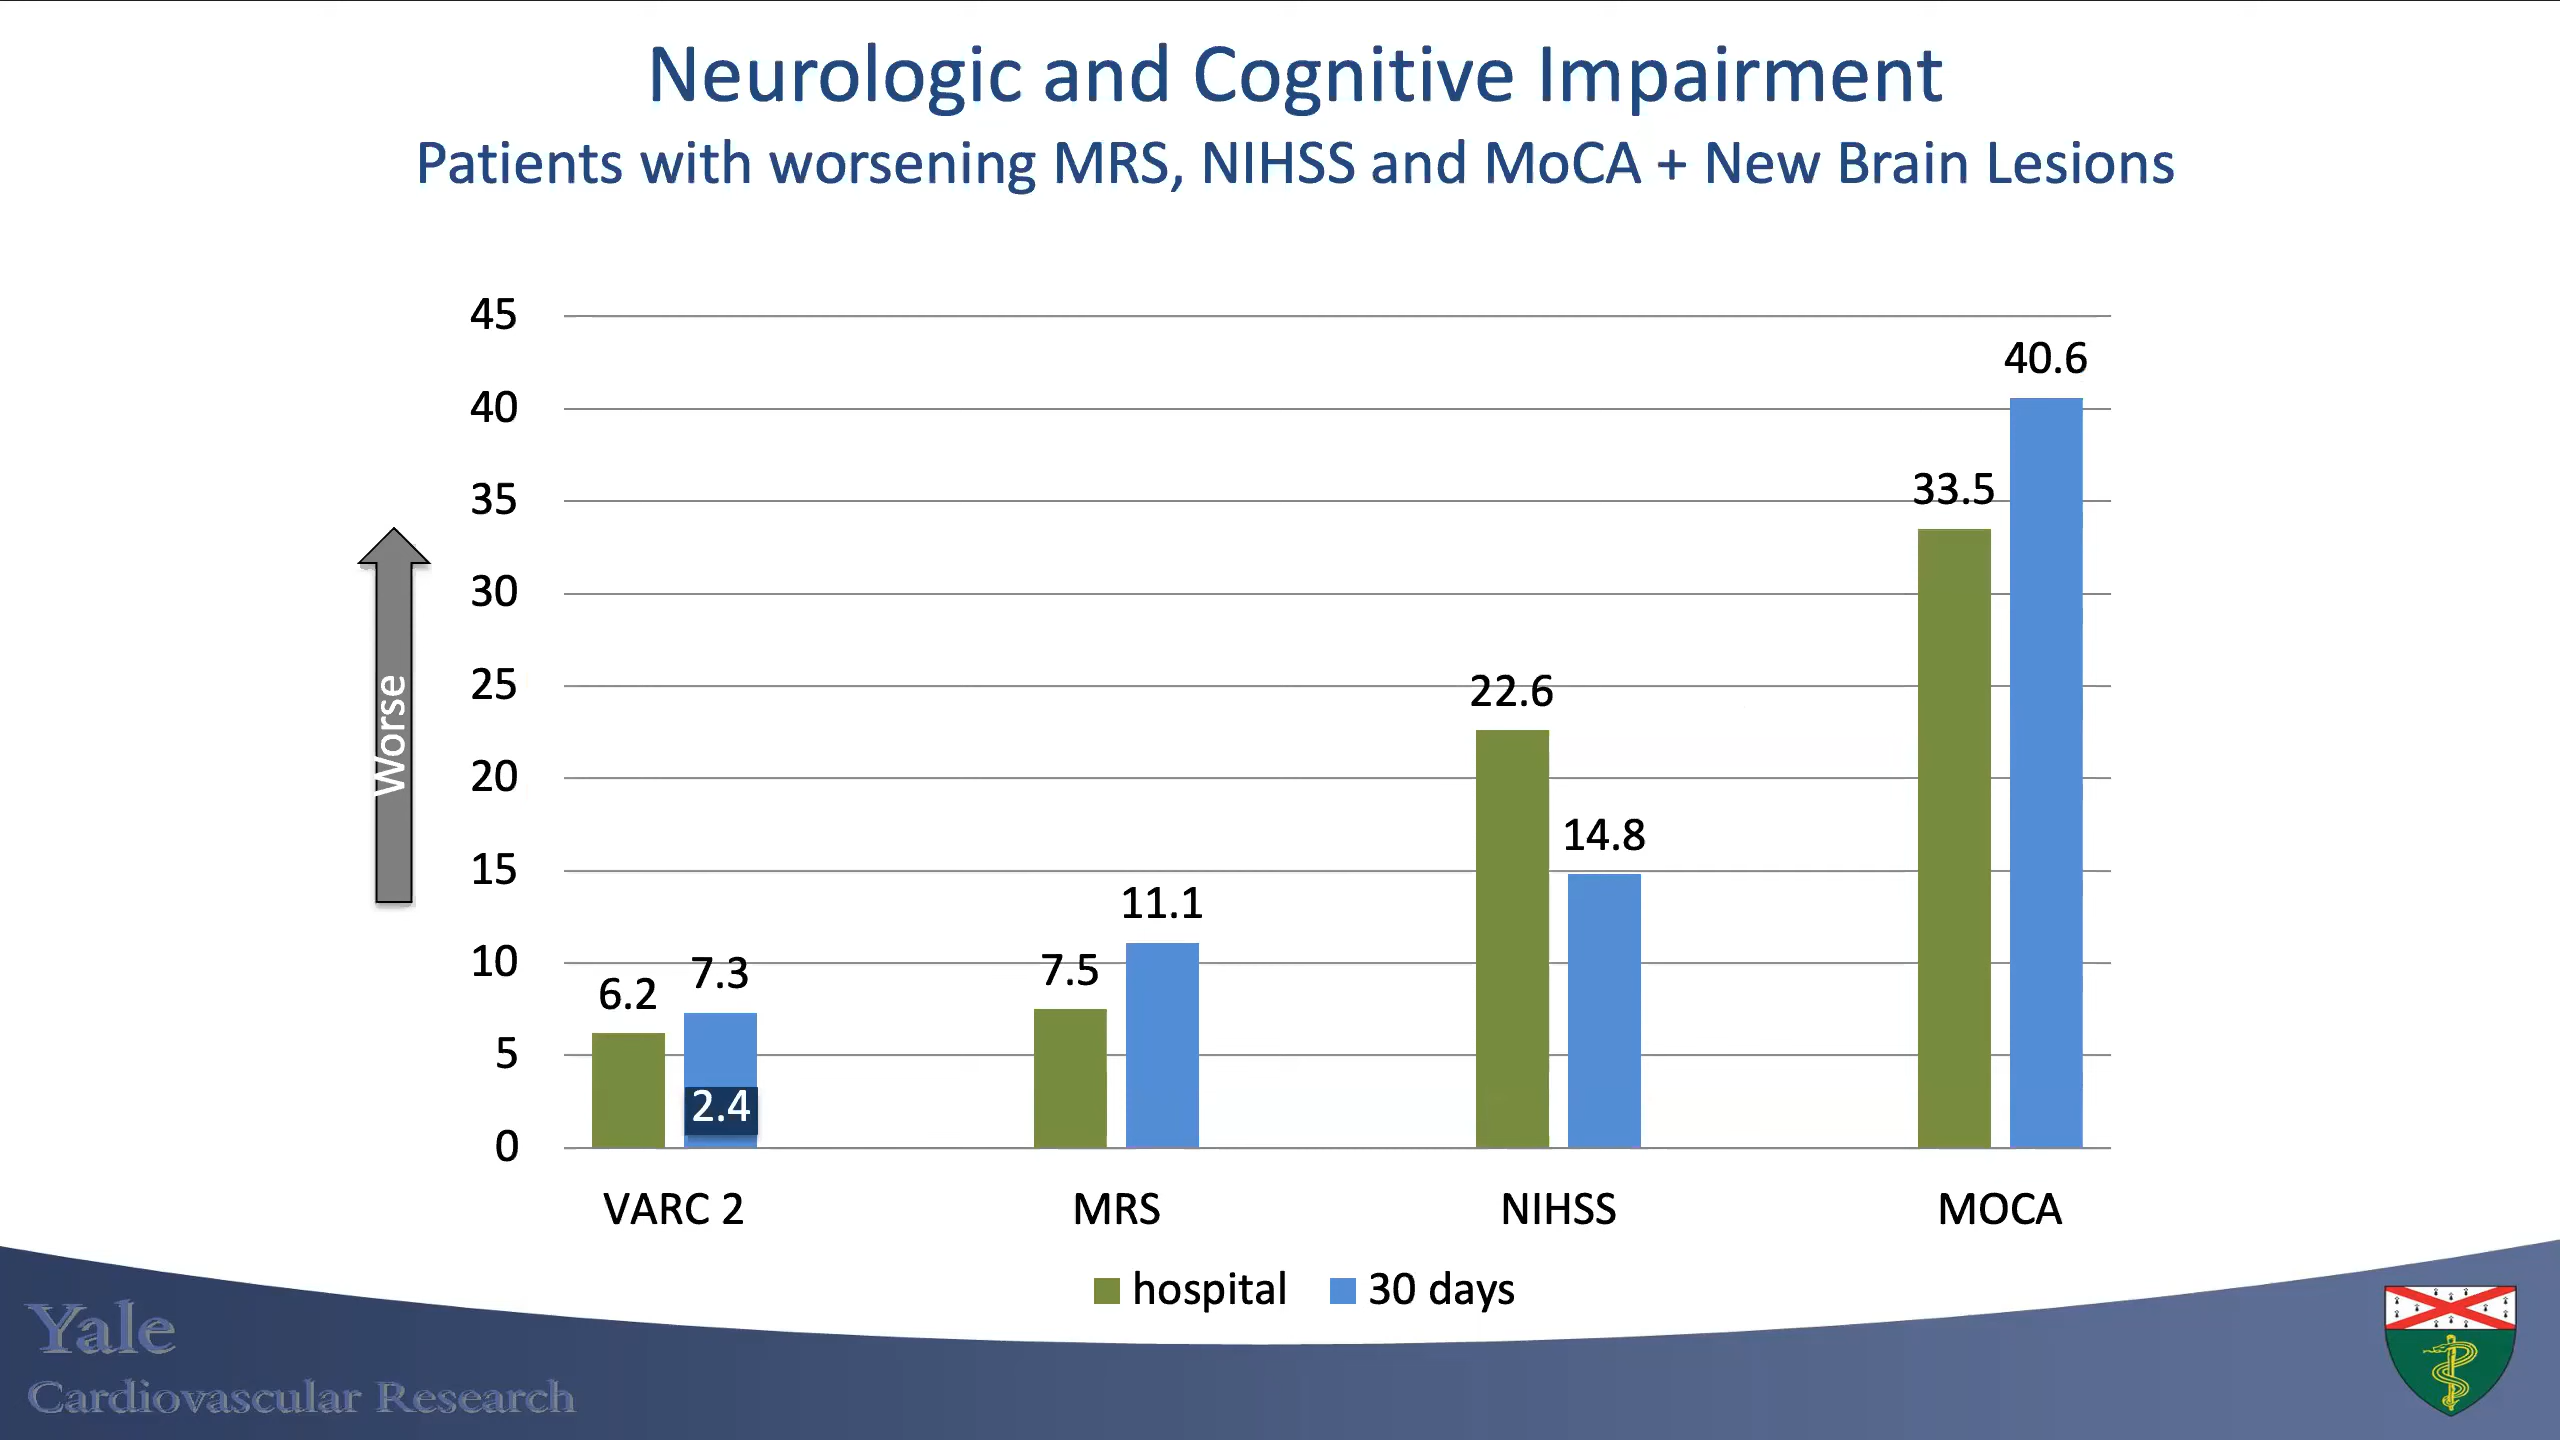 Neurologic and Cognitive Impairment
Patients with worsening MRS, NIHSS and MoCA + New Brain Lesions
Worse
45
40
35
30
25
20
15
10
5
0
6.2
7.3
2.4
7.5
11.1
22.6
14.8
33.5
40.6
VARC 2
MRS
NIHSS
MOCA
hospital
30 days
Yale
Cardiovascular Research